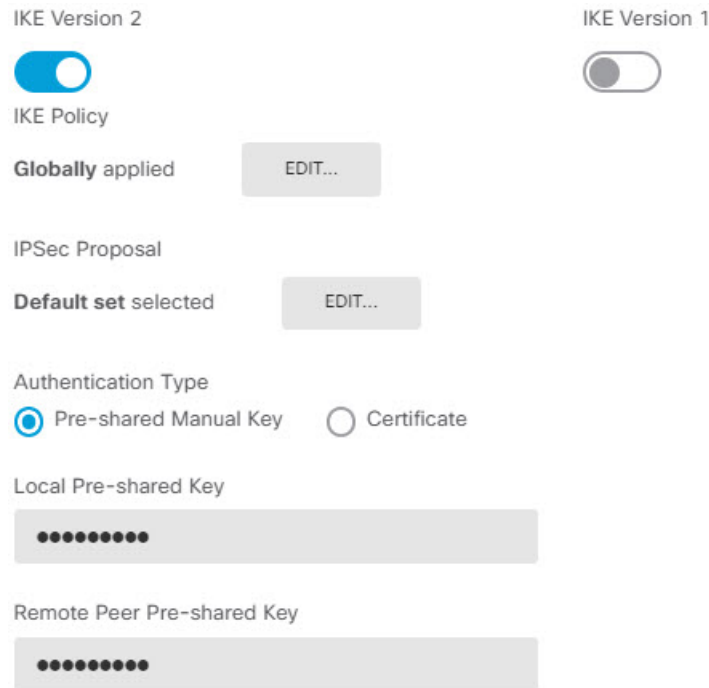 IKE Version 2
IKE Version 1
IKE Policy
Globally applied
EDIT...
IPSec Proposal
Default set selected
EDIT...
Authentication Type
Pre-shared Manual Key
Certificate
Local Pre-shared Key
●●●●●●●●●
Remote Peer Pre-shared Key
●●●●●●●●●